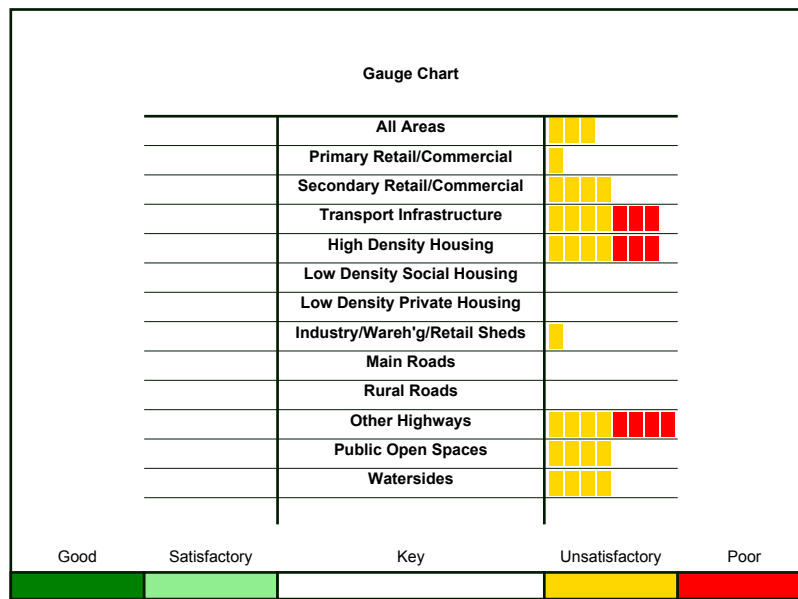 Gauge Chart
All Areas
Primary Retail/Commercial
Secondary Retail/Commercial
Transport Infrastructure
High Density Housing
Low Density Social Housing
Low Density Private Housing
Industry/Wareh'g/Retail Sheds
Main Roads
Rural Roads
Other Highways
Public Open Spaces
Watersides
Good Satisfactory Key Unsatisfactory Poor